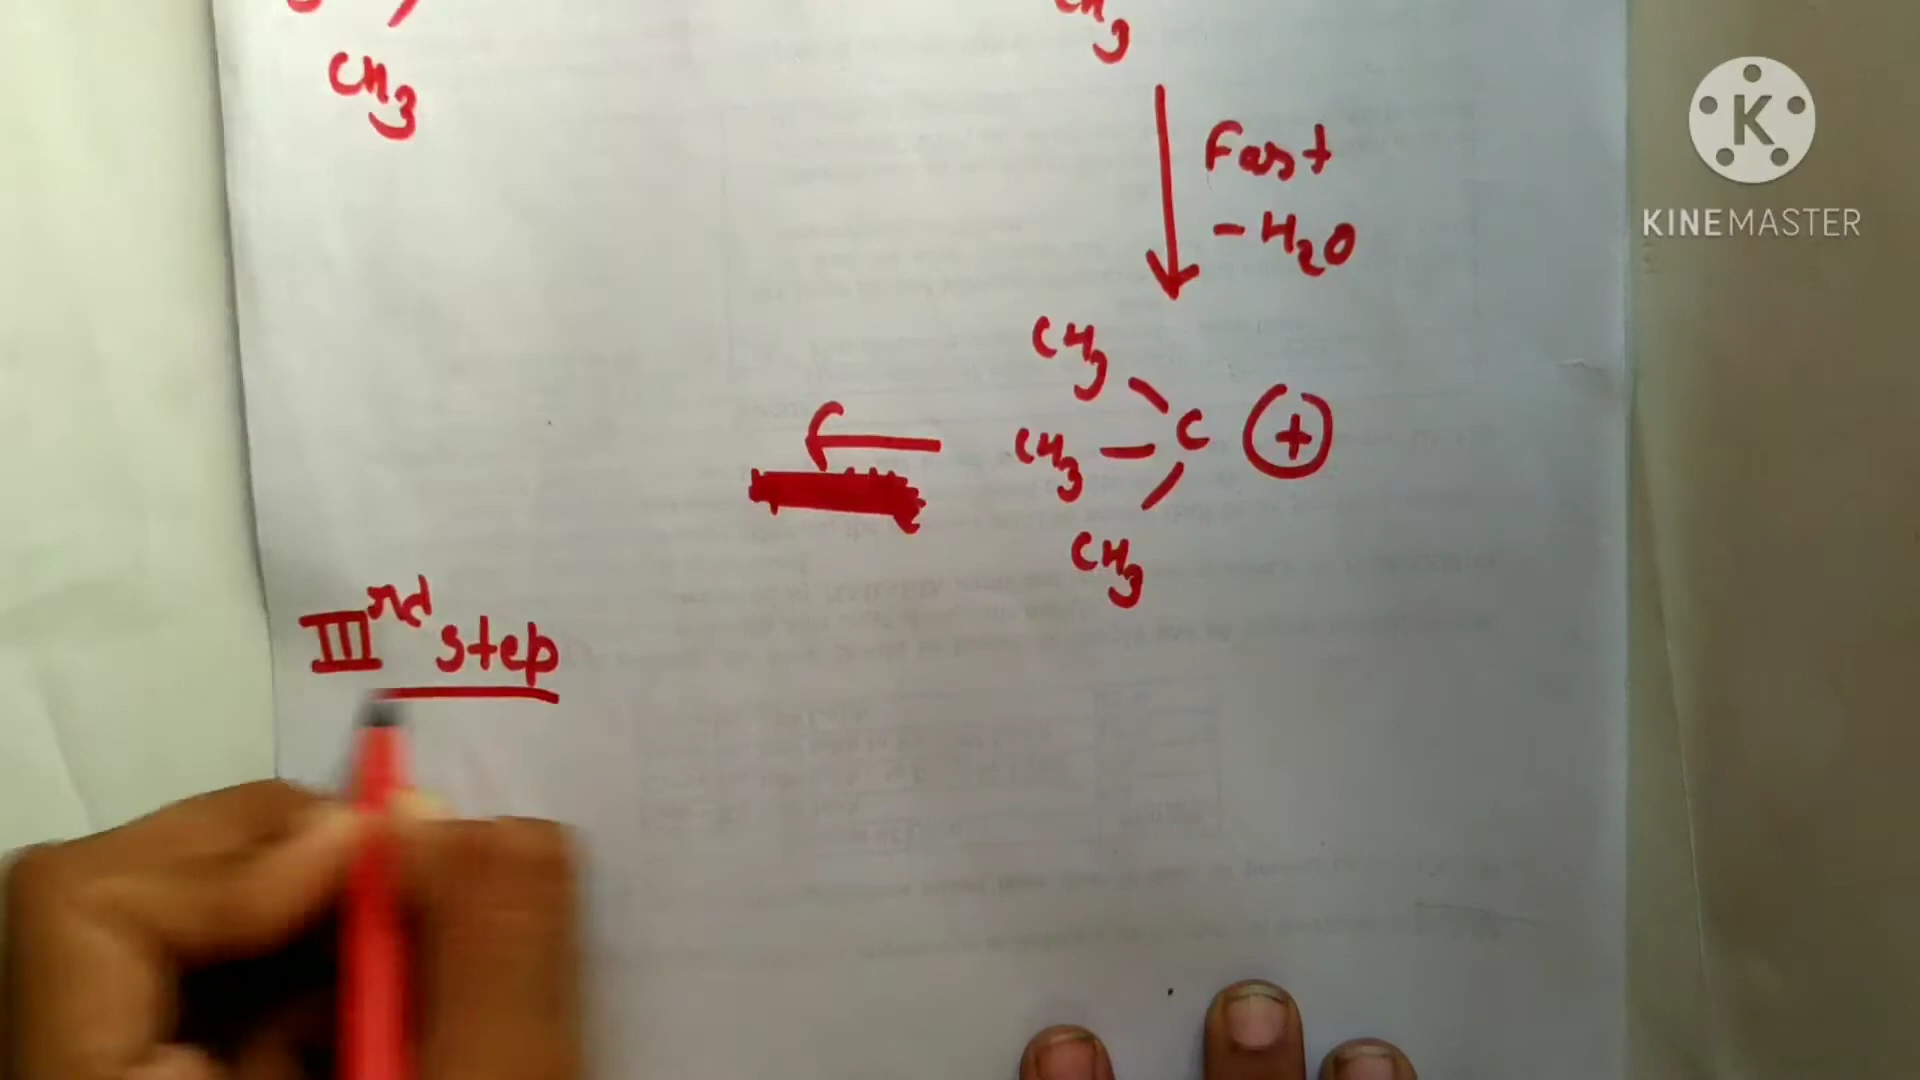 CH3
CH3
Fast
- H2O
CH3
CH3 — C (+)
CH3
IIIrd step
K
KINEMASTER